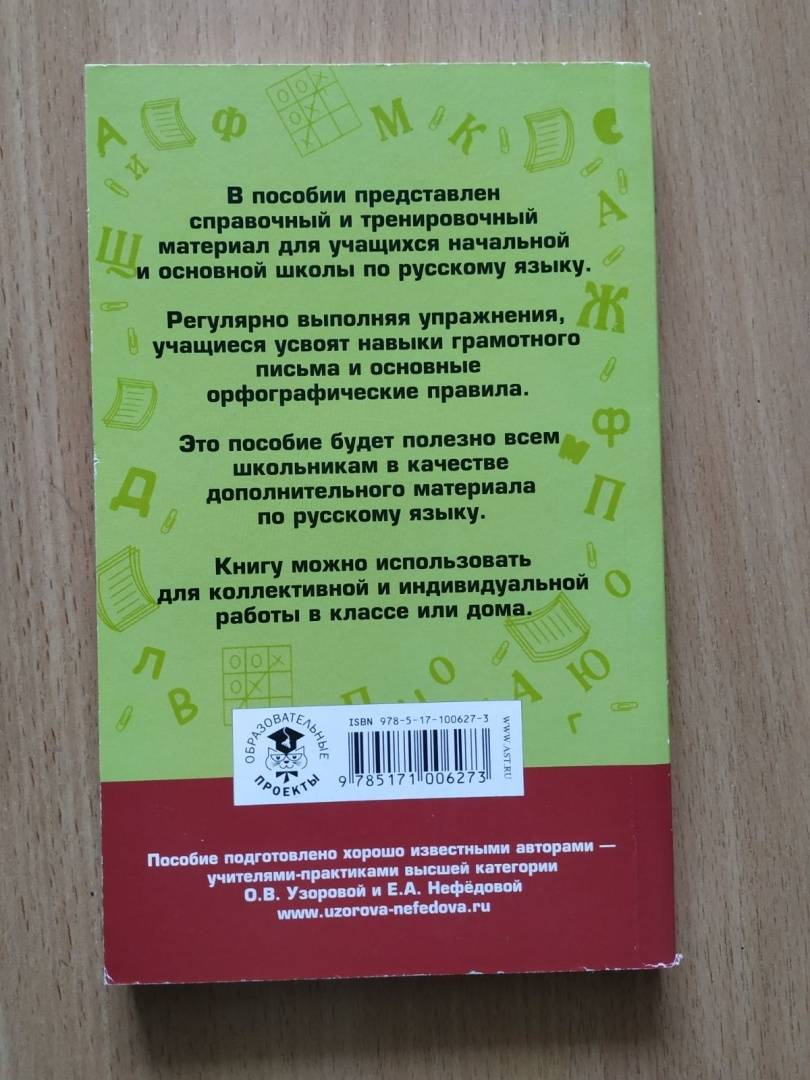 В пособии представлен
справочный и тренировочный
материал для учащихся начальной
и основной школы по русскому языку.
Регулярно выполняя упражнения,
учащиеся усвоят навыки грамотного
письма и основные
орфографические правила.
Это пособие будет полезно всем
школьникам в качестве
дополнительного материала
по русскому языку.
Книгу можно использовать
для коллективной и индивидуальной
работы в классе или дома.
ОБРАЗОВАТЕЛЬНЫЕ
ПРОЕКТЫ
ISBN 978-5-17-100627-3
9 785171 006273
WWW.AST.RU
Пособие подготовлено хорошо известными авторами —
учителями-практиками высшей категории
О.В. Узоровой и Е.А. Нефёдовой
www.uzorova-nefedova.ru